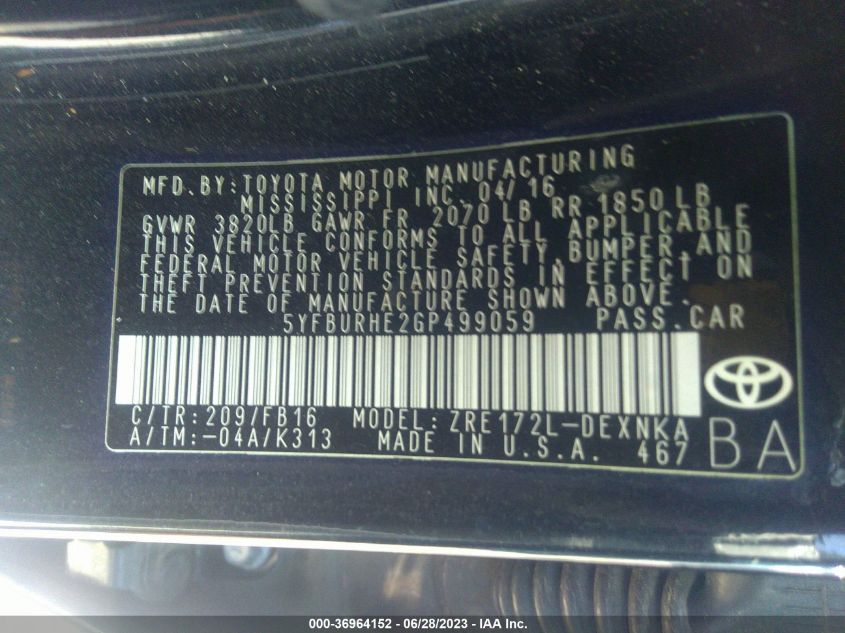 MFD. BY: TOYOTA MOTOR MANUFACTURING
MISSISSIPPI INC. 04/16
GVWR 3820LB GAWR FR 2070 LB RR 1850 LB
THIS VEHICLE CONFORMS TO ALL APPLICABLE
FEDERAL MOTOR VEHICLE SAFETY, BUMPER, AND
THEFT PREVENTION STANDARDS IN EFFECT ON
THE DATE OF MANUFACTURE SHOWN ABOVE.
5YFBURHE2GP499059 PASS. CAR
C/TR: 209/FB16 MODEL: ZRE172L-DEXNKA
A/TM: -04A/K313 MADE IN U.S.A. 467 BA
000-36964152 / 06/28/2023 - IAA Inc.